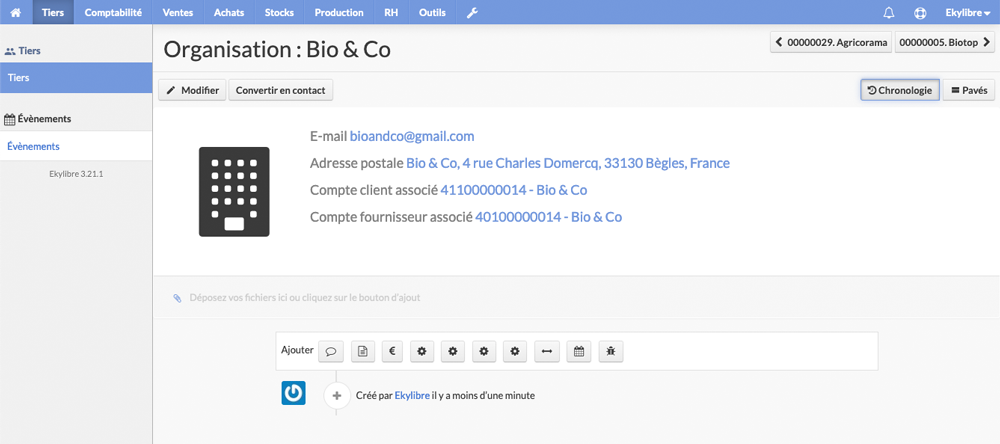 Tiers Comptabilité Ventes Achats Stocks Production RH Outils Ekylibre
Tiers
Tiers
Évènements
Évènements
Ekylibre 3.21.1
Organisation : Bio & Co
00000029. Agricorama 00000005. Biotop
Modifier Convertir en contact Chronologie Pavés
E-mail bioandco@gmail.com
Adresse postale Bio & Co, 4 rue Charles Domercq, 33130 Bègles, France
Compte client associé 41100000014 - Bio & Co
Compte fournisseur associé 40100000014 - Bio & Co
Déposez vos fichiers ici ou cliquez sur le bouton d'ajout
Ajouter €
Créé par Ekylibre il y a moins d'une minute